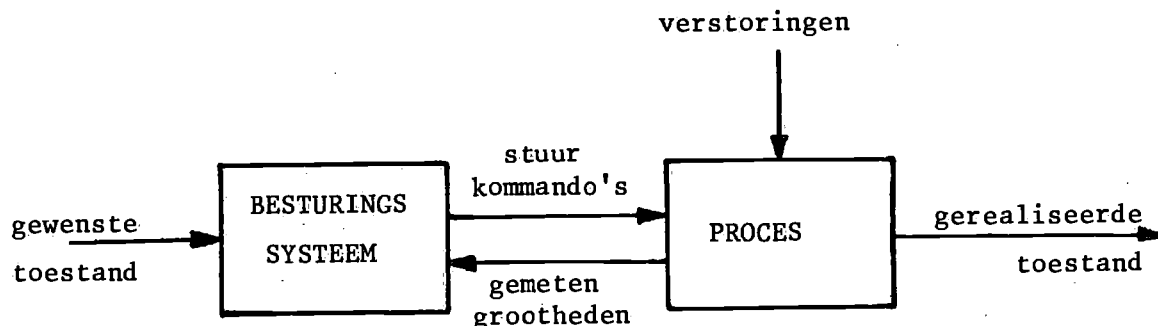 verstoringen
stuur
kommando's
BESTURINGS
SYSTEEM
gewenste
toestand
PROCES
gerealiseerde
toestand
gemeten
grootheden